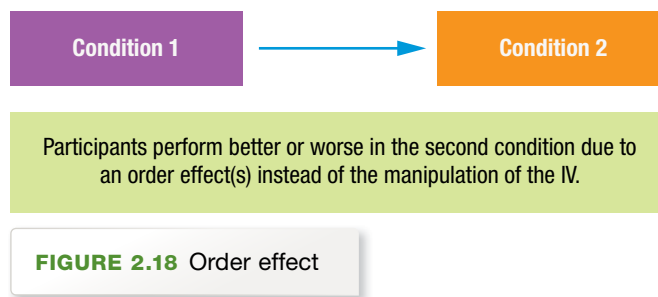 Condition 1
Condition 2
Participants perform better or worse in the second condition due to
an order effect(s) instead of the manipulation of the IV.
FIGURE 2.18 Order effect